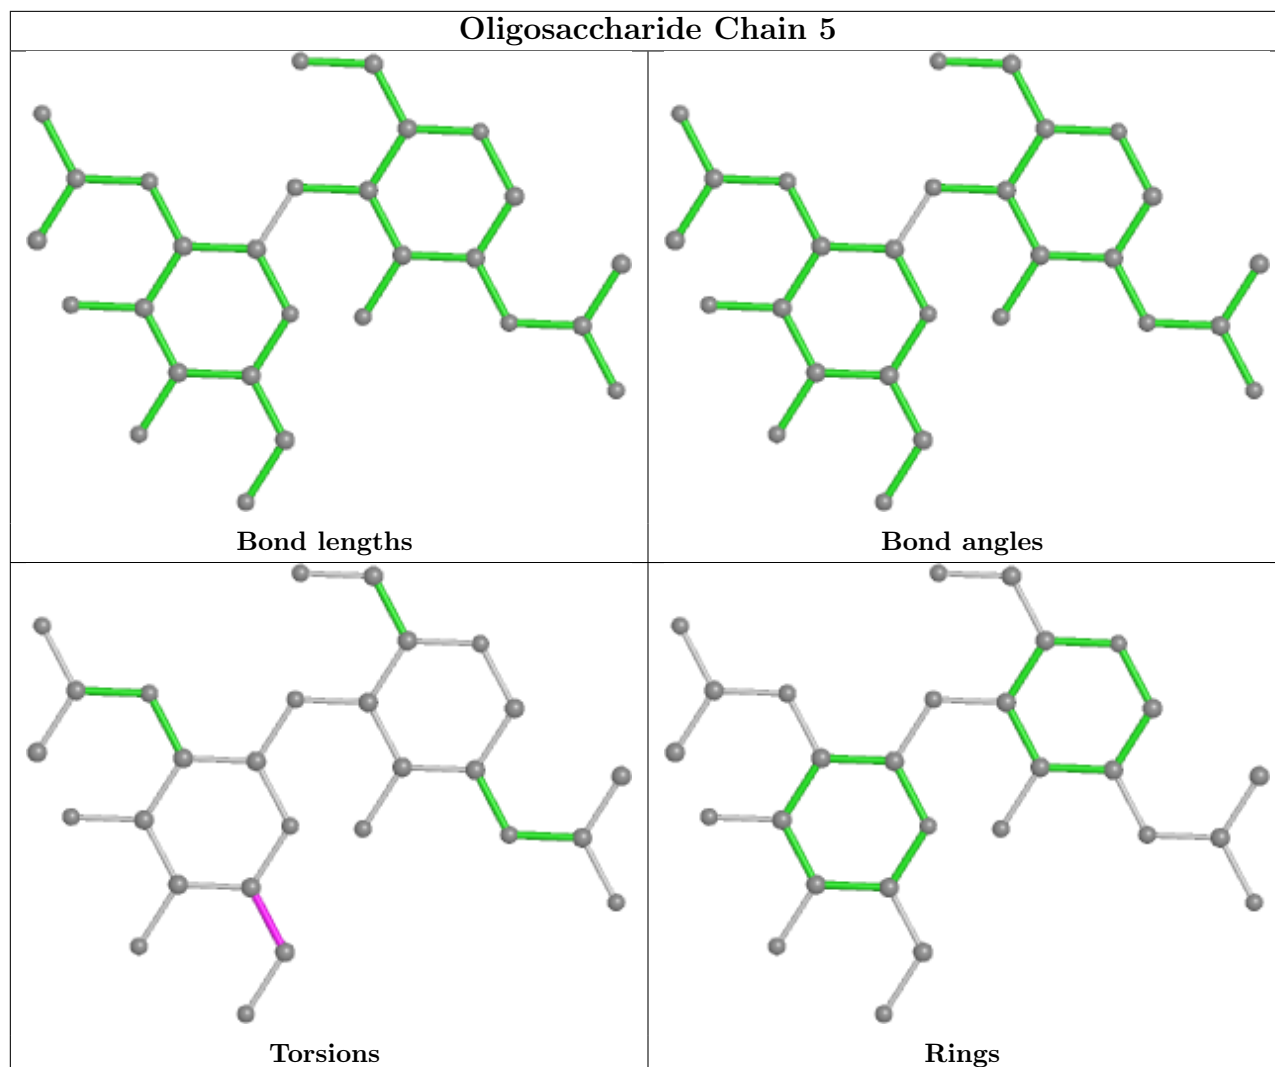 Oligosaccharide Chain 5
Bond lengths
Bond angles
Torsions
Rings